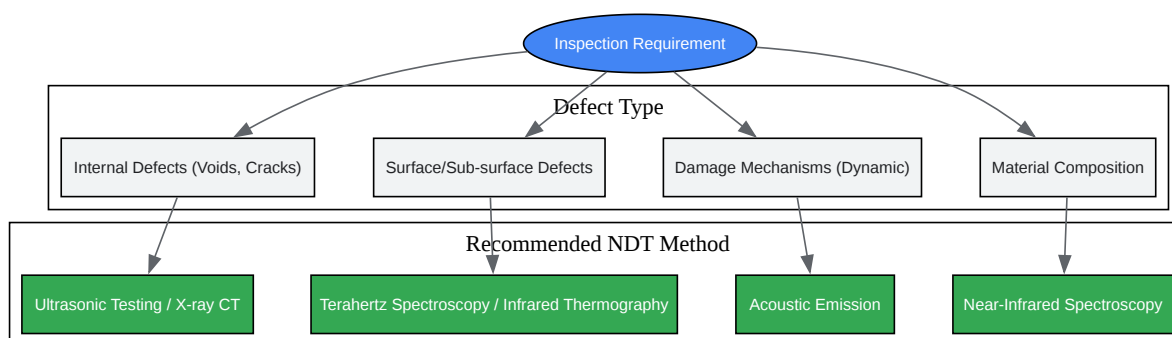 Inspection Requirement
Defect Type
Internal Defects (Voids, Cracks)
Surface/Sub-surface Defects
Damage Mechanisms (Dynamic)
Material Composition
Recommended NDT Method
Ultrasonic Testing / X-ray CT
Terahertz Spectroscopy / Infrared Thermography
Acoustic Emission
Near-Infrared Spectroscopy